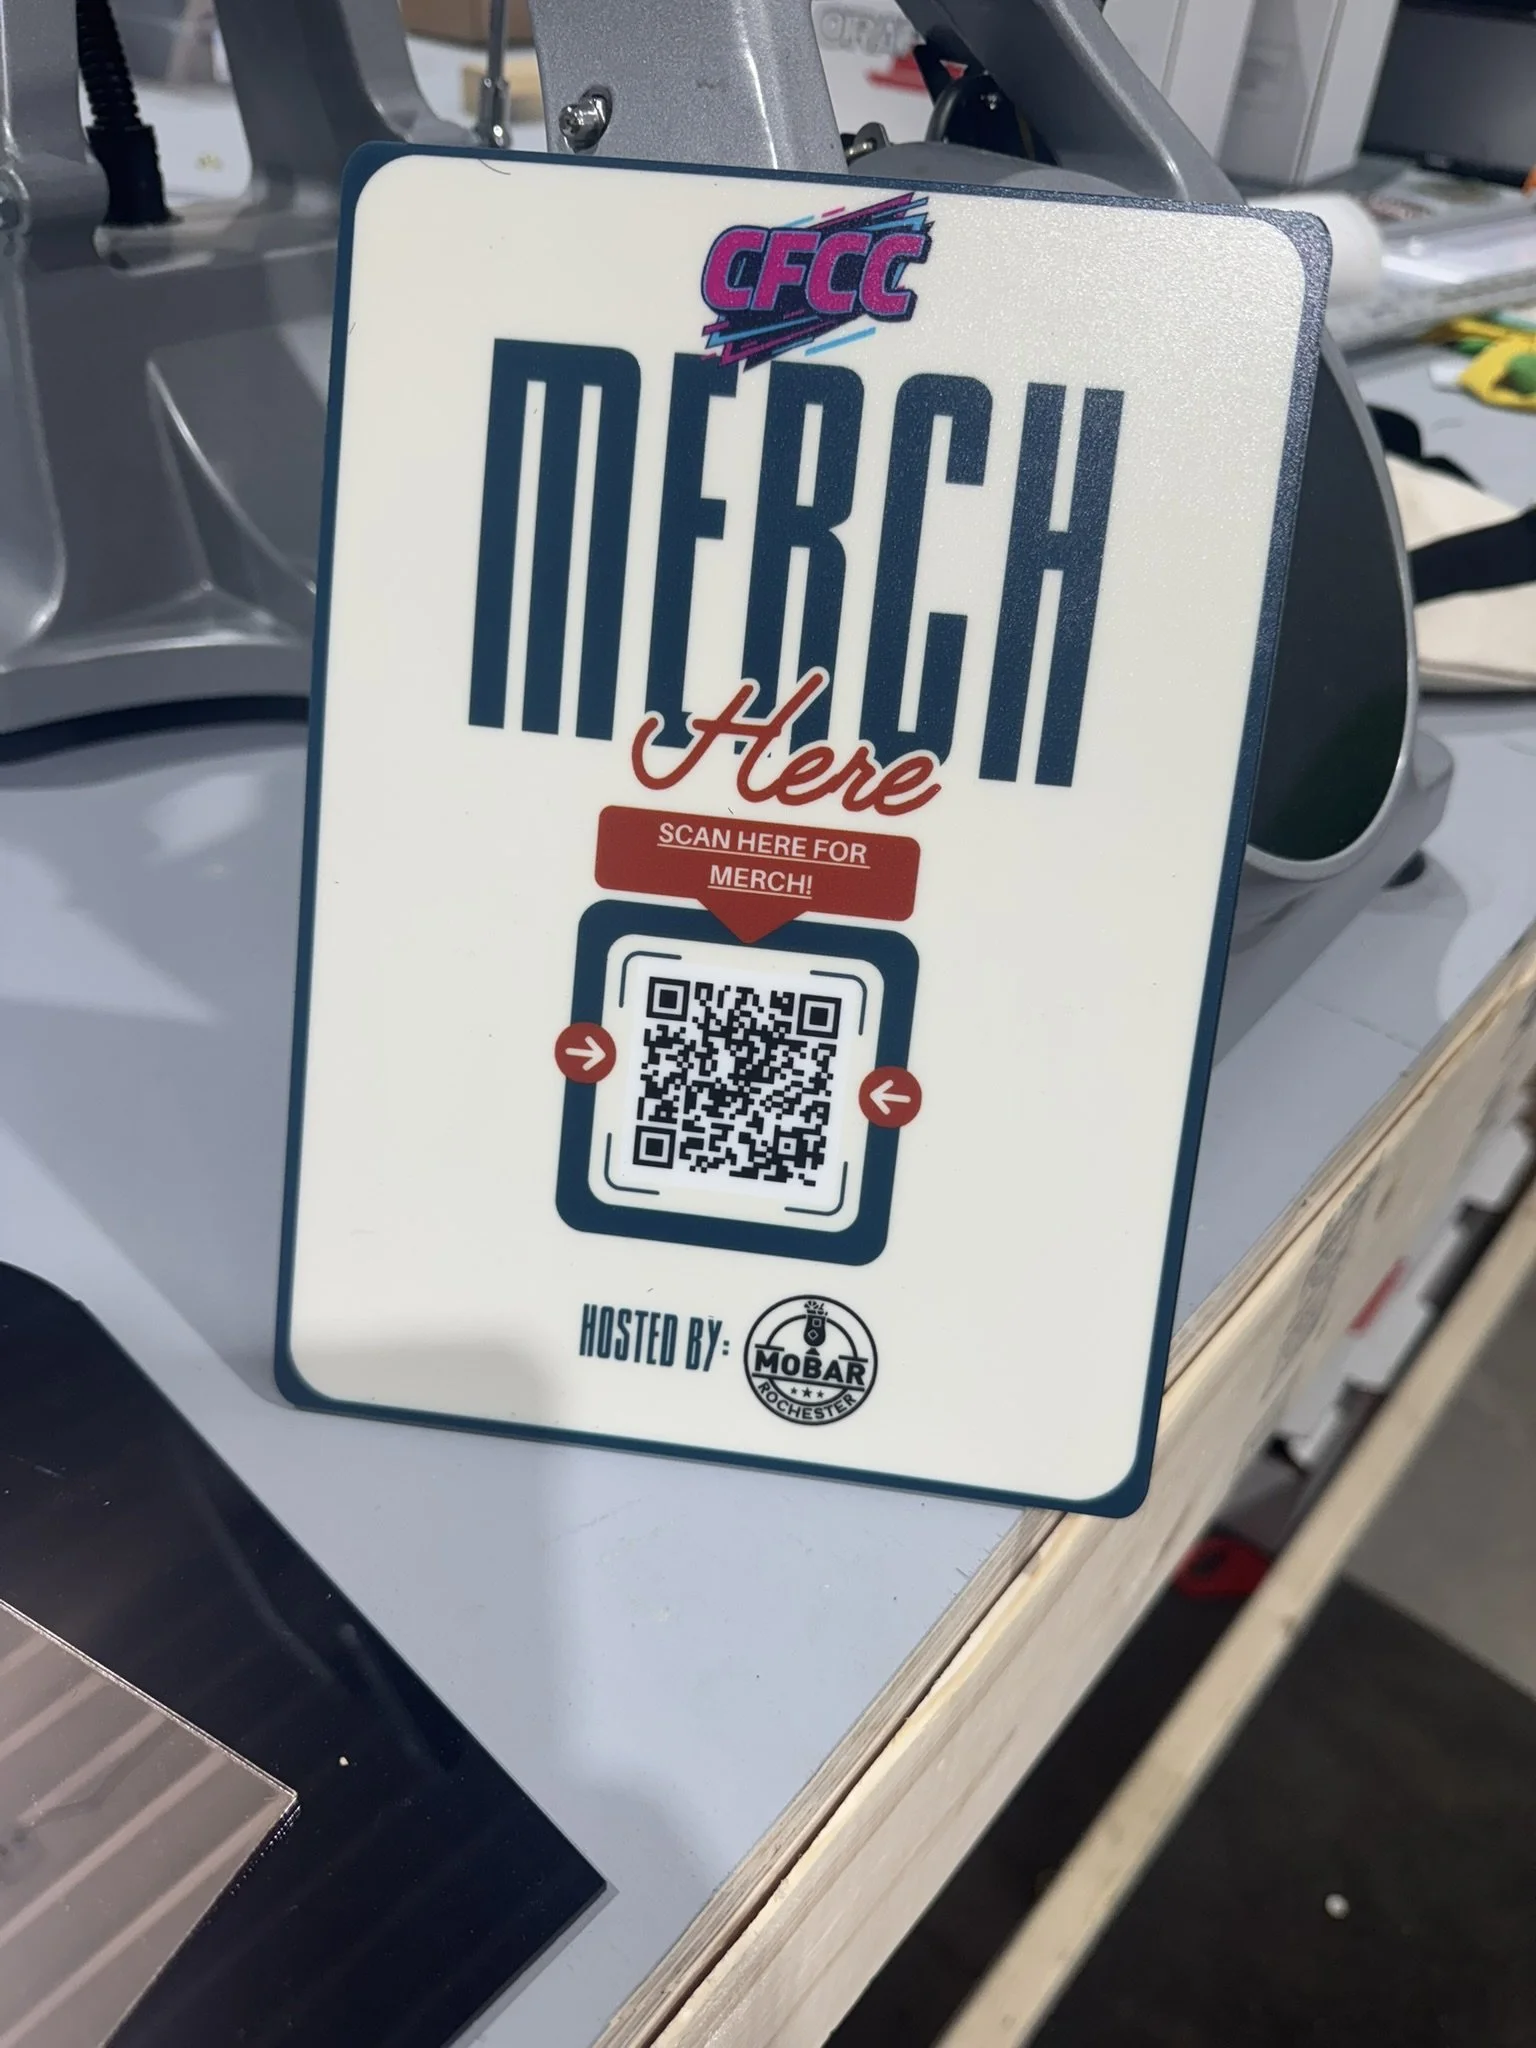 CFCC
MERCH
Here
SCAN HERE FOR
MERCH!
HOSTED BY:
MOBAR
ROCHESTER